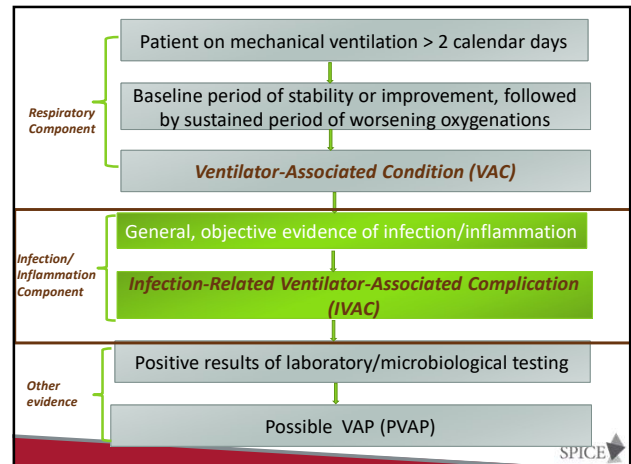 Patient on mechanical ventilation > 2 calendar days
Respiratory
Component
Baseline period of stability or improvement, followed
by sustained period of worsening oxygenations
Ventilator-Associated Condition (VAC)
Infection/
Inflammation
Component
General, objective evidence of infection/inflammation
Infection-Related Ventilator-Associated Complication
(IVAC)
Other
evidence
Positive results of laboratory/microbiological testing
Possible VAP (PVAP)
SPICE